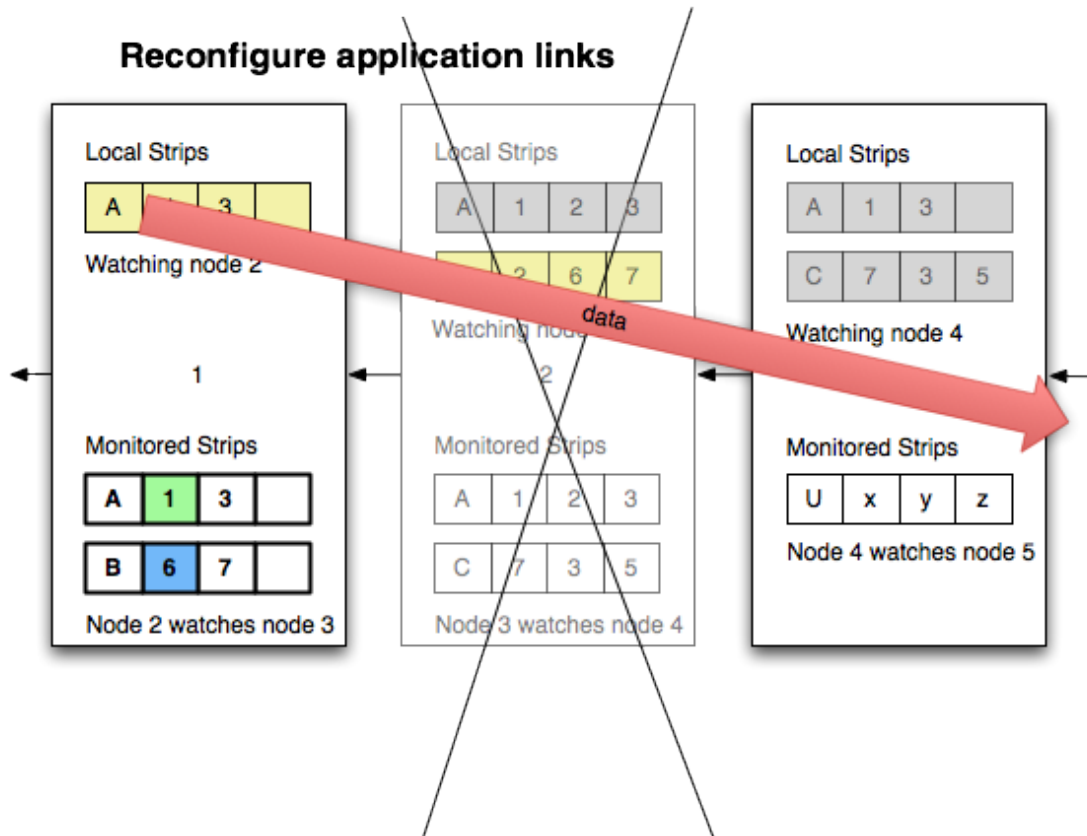 Reconfigure application links
Local Strips
A 3
Watching node 2
1
Monitored Strips
A 1 3
B 6 7
Node 2 watches node 3
Local Strips
A 1 2 3
2 6 7
Watching node
2
Monitored Strips
A 1 2 3
C 7 3 5
Node 3 watches node 4
data
Local Strips
A 1 3
C 7 3 5
Watching node 4
Monitored Strips
U x y z
Node 4 watches node 5